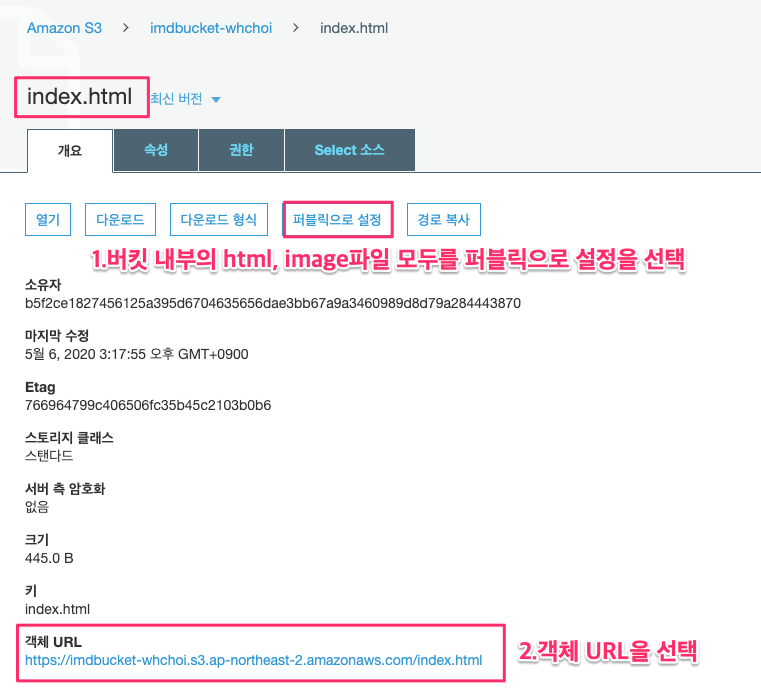 Amazon S3 > imdbucket-whchoi > index.html
index.html 최신 버전
개요 속성 권한 Select 소스
열기 다운로드 다운로드 형식 퍼블릭으로 설정 경로 복사
1.버킷 내부의 html, image파일 모두를 퍼블릭으로 설정을 선택
소유자
b5f2ce1827456125a395d6704635656dae3bb67a9a3460989d8d79a284443870
마지막 수정
5월 6, 2020 3:17:55 오후 GMT+0900
Etag
766964799c406506fc35b45c2103b0b6
스토리지 클래스
스탠다드
서버 측 암호화
없음
크기
445.0 B
키
index.html
객체 URL
https://imdbucket-whchoi.s3.ap-northeast-2.amazonaws.com/index.html
2.객체 URL을 선택